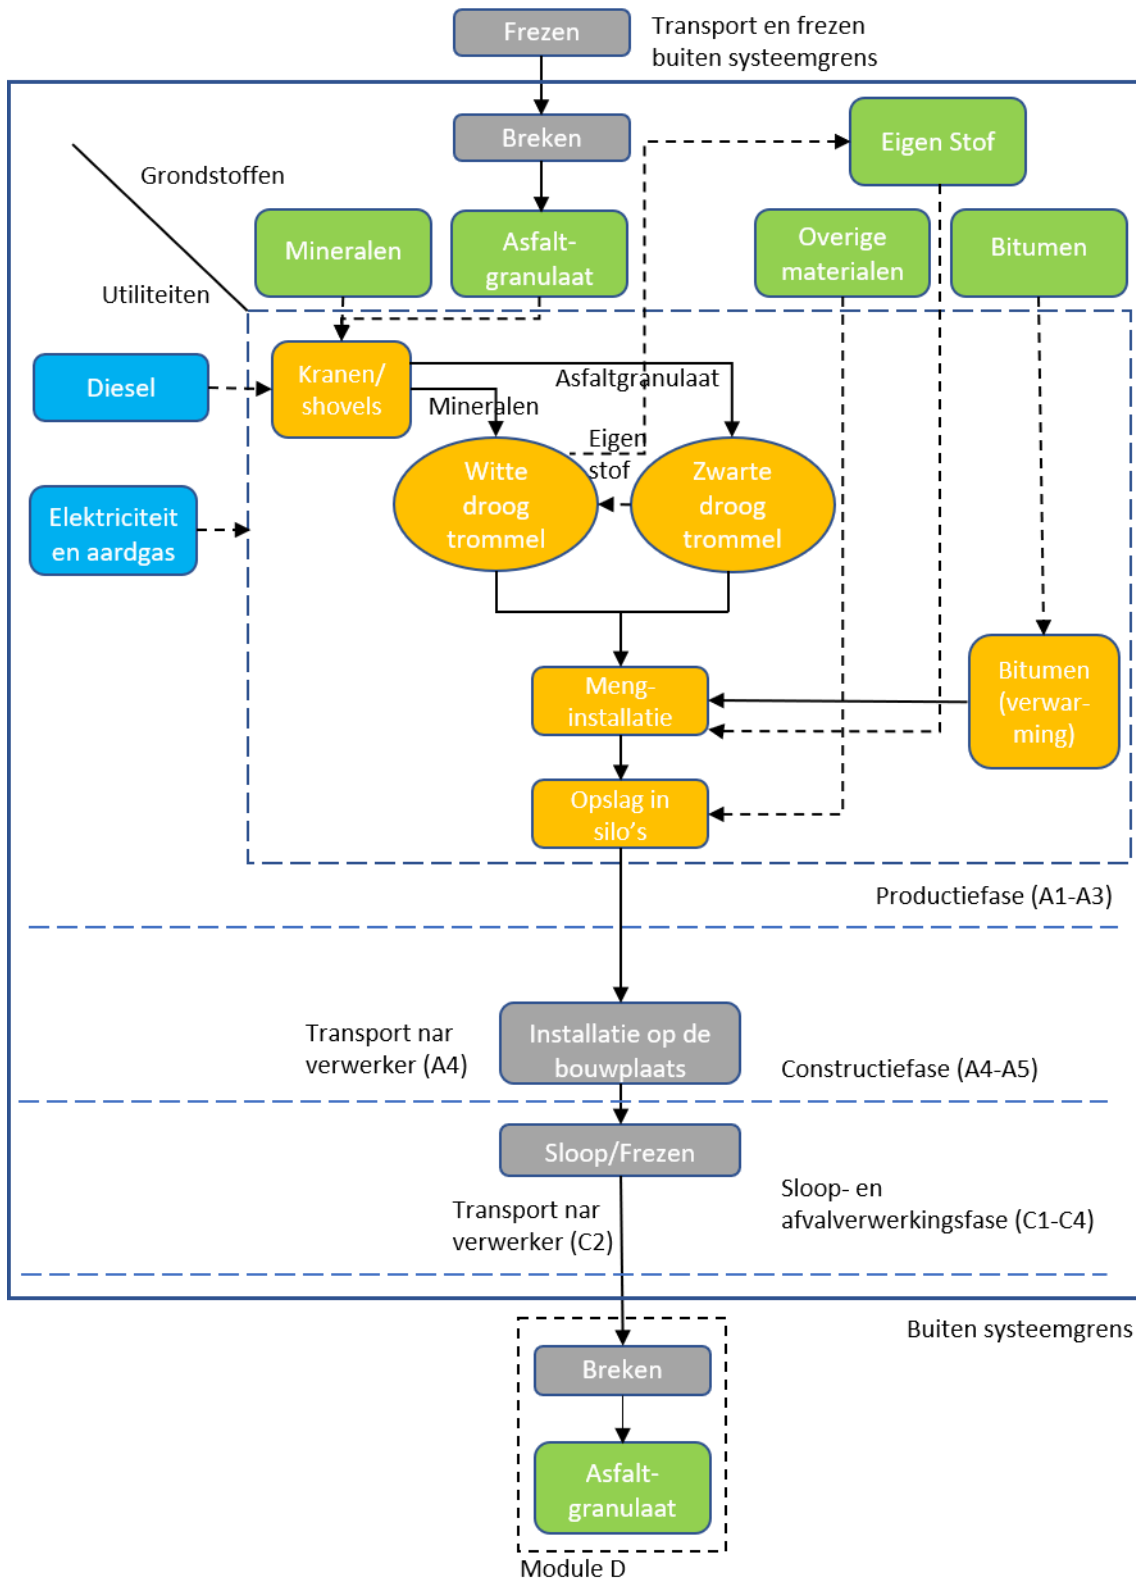 Frezen
Transport en frezen
buiten systeemgrens
Breken
Eigen Stof
Grondstoffen
Mineralen
Asfalt-
granulaat
Overige
materialen
Bitumen
Utiliteiten
Diesel
Kranen/
shovels
Asfaltgranulaat
Mineralen
Eigen
stof
Witte
droog
trommel
Zwarte
droog
trommel
Elektriciteit
en aardgas
Meng-
installatie
Bitumen
(verwar-
ming)
Opslag in
silo's
Productiefase (A1-A3)
Transport nar
verwerker (A4)
Installatie op de
bouwplaats
Constructiefase (A4-A5)
Sloop/Frezen
Transport nar
verwerker (C2)
Sloop- en
afvalverwerkingsfase (C1-C4)
Buiten systeemgrens
Breken
Asfalt-
granulaat
Module D